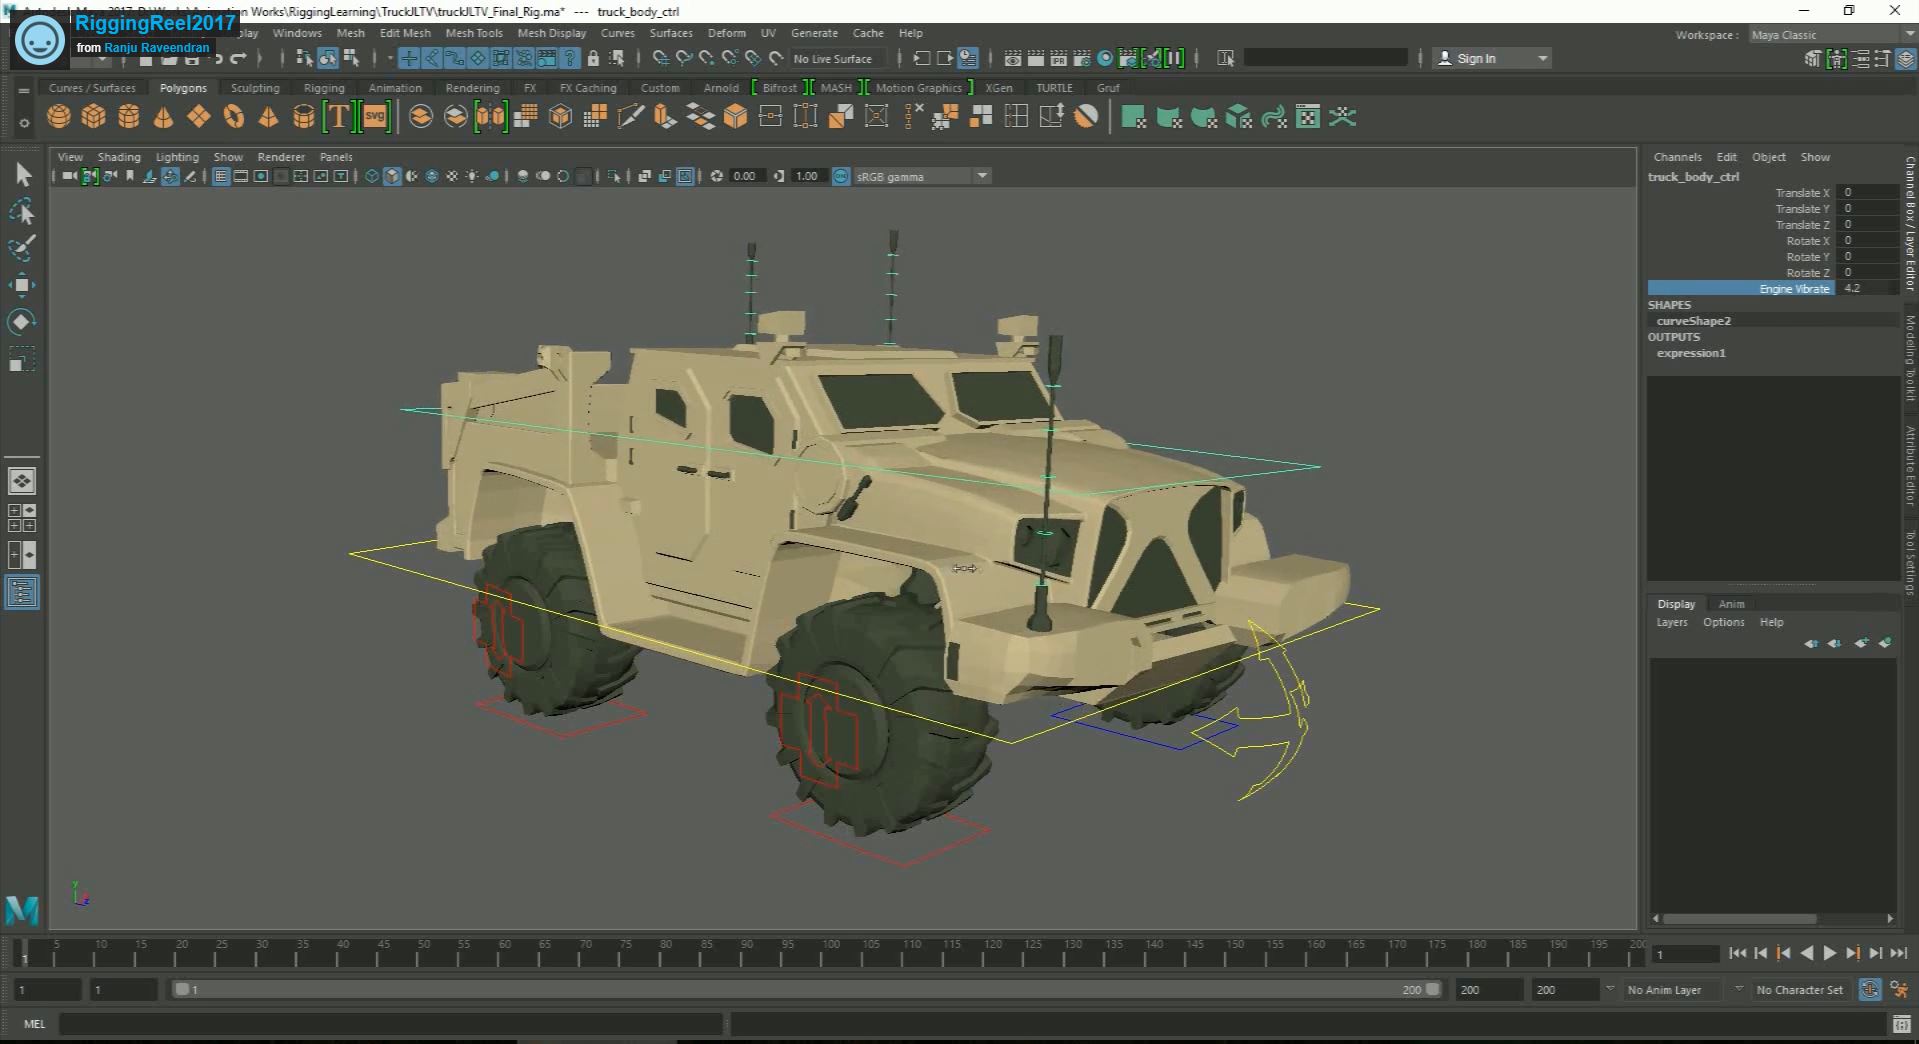 Autodesk Maya 2017: D:\Works\Animation Works\RiggingLearning\TruckJLTV\truckJLTV_Final_Rig.ma* --- truck_body_ctrl
RiggingReel2017
from Ranju Raveendran
Windows Mesh Edit Mesh Mesh Tools Mesh Display Curves Surfaces Deform UV Generate Cache Help
Workspace : Maya Classic
No Live Surface
Sign In
Curves / Surfaces Polygons Sculpting Rigging Animation Rendering FX FX Caching Custom Arnold Bifrost MASH Motion Graphics XGen TURTLE Gruf
T svg
View Shading Lighting Show Renderer Panels
IPR
0.00 1.00 sRGB gamma
Channels Edit Object Show
truck_body_ctrl
Translate X 0
Translate Y 0
Translate Z 0
Rotate X 0
Rotate Y 0
Rotate Z 0
Engine Vibrate 4.2
SHAPES
curveShape2
OUTPUTS
expression1
Channel Box / Layer Editor
Modeling Toolkit
Attribute Editor
Tool Settings
Display Anim
Layers Options Help
y
z
5 10 15 20 25 30 35 40 45 50 55 60 65 70 75 80 85 90 95 100 105 110 115 120 125 130 135 140 145 150 155 160 165 170 175 180 185 190 195 200
1
1
1 1 1 200 200 200 No Anim Layer No Character Set
MEL